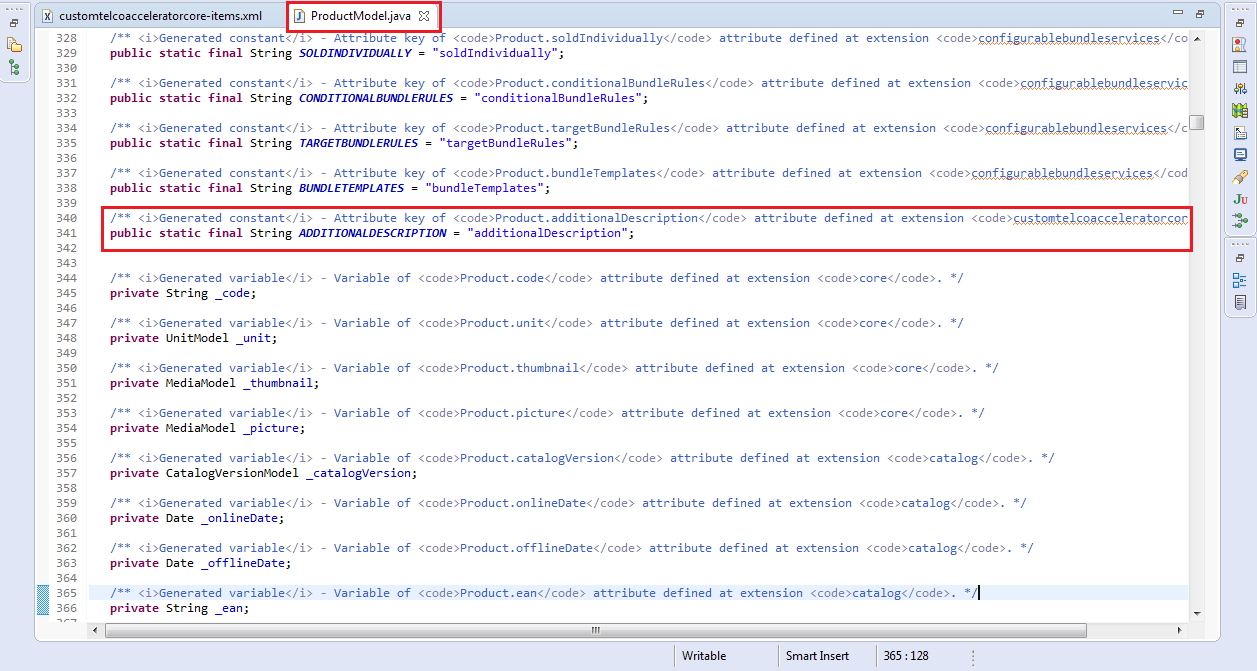 customtelcoacceleratorcore-items.xml ProductModel.java
328 /** <i>Generated constant</i> - Attribute key of <code>Product.soldIndividually</code> attribute defined at extension <code>configurablebundleservices</co
329 public static final String SOLDINDIVIDUALLY = "soldIndividually";
330
331 /** <i>Generated constant</i> - Attribute key of <code>Product.conditionalBundleRules</code> attribute defined at extension <code>configurablebundleservic
332 public static final String CONDITIONALBUNDLERULES = "conditionalBundleRules";
333
334 /** <i>Generated constant</i> - Attribute key of <code>Product.targetBundleRules</code> attribute defined at extension <code>configurablebundleservices</c
335 public static final String TARGETBUNDLERULES = "targetBundleRules";
336
337 /** <i>Generated constant</i> - Attribute key of <code>Product.bundleTemplates</code> attribute defined at extension <code>configurablebundleservices</cod
338 public static final String BUNDLETEMPLATES = "bundleTemplates";
339
340 /** <i>Generated constant</i> - Attribute key of <code>Product.additionalDescription</code> attribute defined at extension <code>customtelcoacceleratorcor
341 public static final String ADDITIONALDESCRIPTION = "additionalDescription";
342
343
344 /** <i>Generated variable</i> - Variable of <code>Product.code</code> attribute defined at extension <code>core</code>. */
345 private String _code;
346
347 /** <i>Generated variable</i> - Variable of <code>Product.unit</code> attribute defined at extension <code>core</code>. */
348 private UnitModel _unit;
349
350 /** <i>Generated variable</i> - Variable of <code>Product.thumbnail</code> attribute defined at extension <code>core</code>. */
351 private MediaModel _thumbnail;
352
353 /** <i>Generated variable</i> - Variable of <code>Product.picture</code> attribute defined at extension <code>core</code>. */
354 private MediaModel _picture;
355
356 /** <i>Generated variable</i> - Variable of <code>Product.catalogVersion</code> attribute defined at extension <code>catalog</code>. */
357 private CatalogVersionModel _catalogVersion;
358
359 /** <i>Generated variable</i> - Variable of <code>Product.onlineDate</code> attribute defined at extension <code>catalog</code>. */
360 private Date _onlineDate;
361
362 /** <i>Generated variable</i> - Variable of <code>Product.offlineDate</code> attribute defined at extension <code>catalog</code>. */
363 private Date _offlineDate;
364
365 /** <i>Generated variable</i> - Variable of <code>Product.ean</code> attribute defined at extension <code>catalog</code>. */
366 private String _ean;
Writable Smart Insert 365 : 128